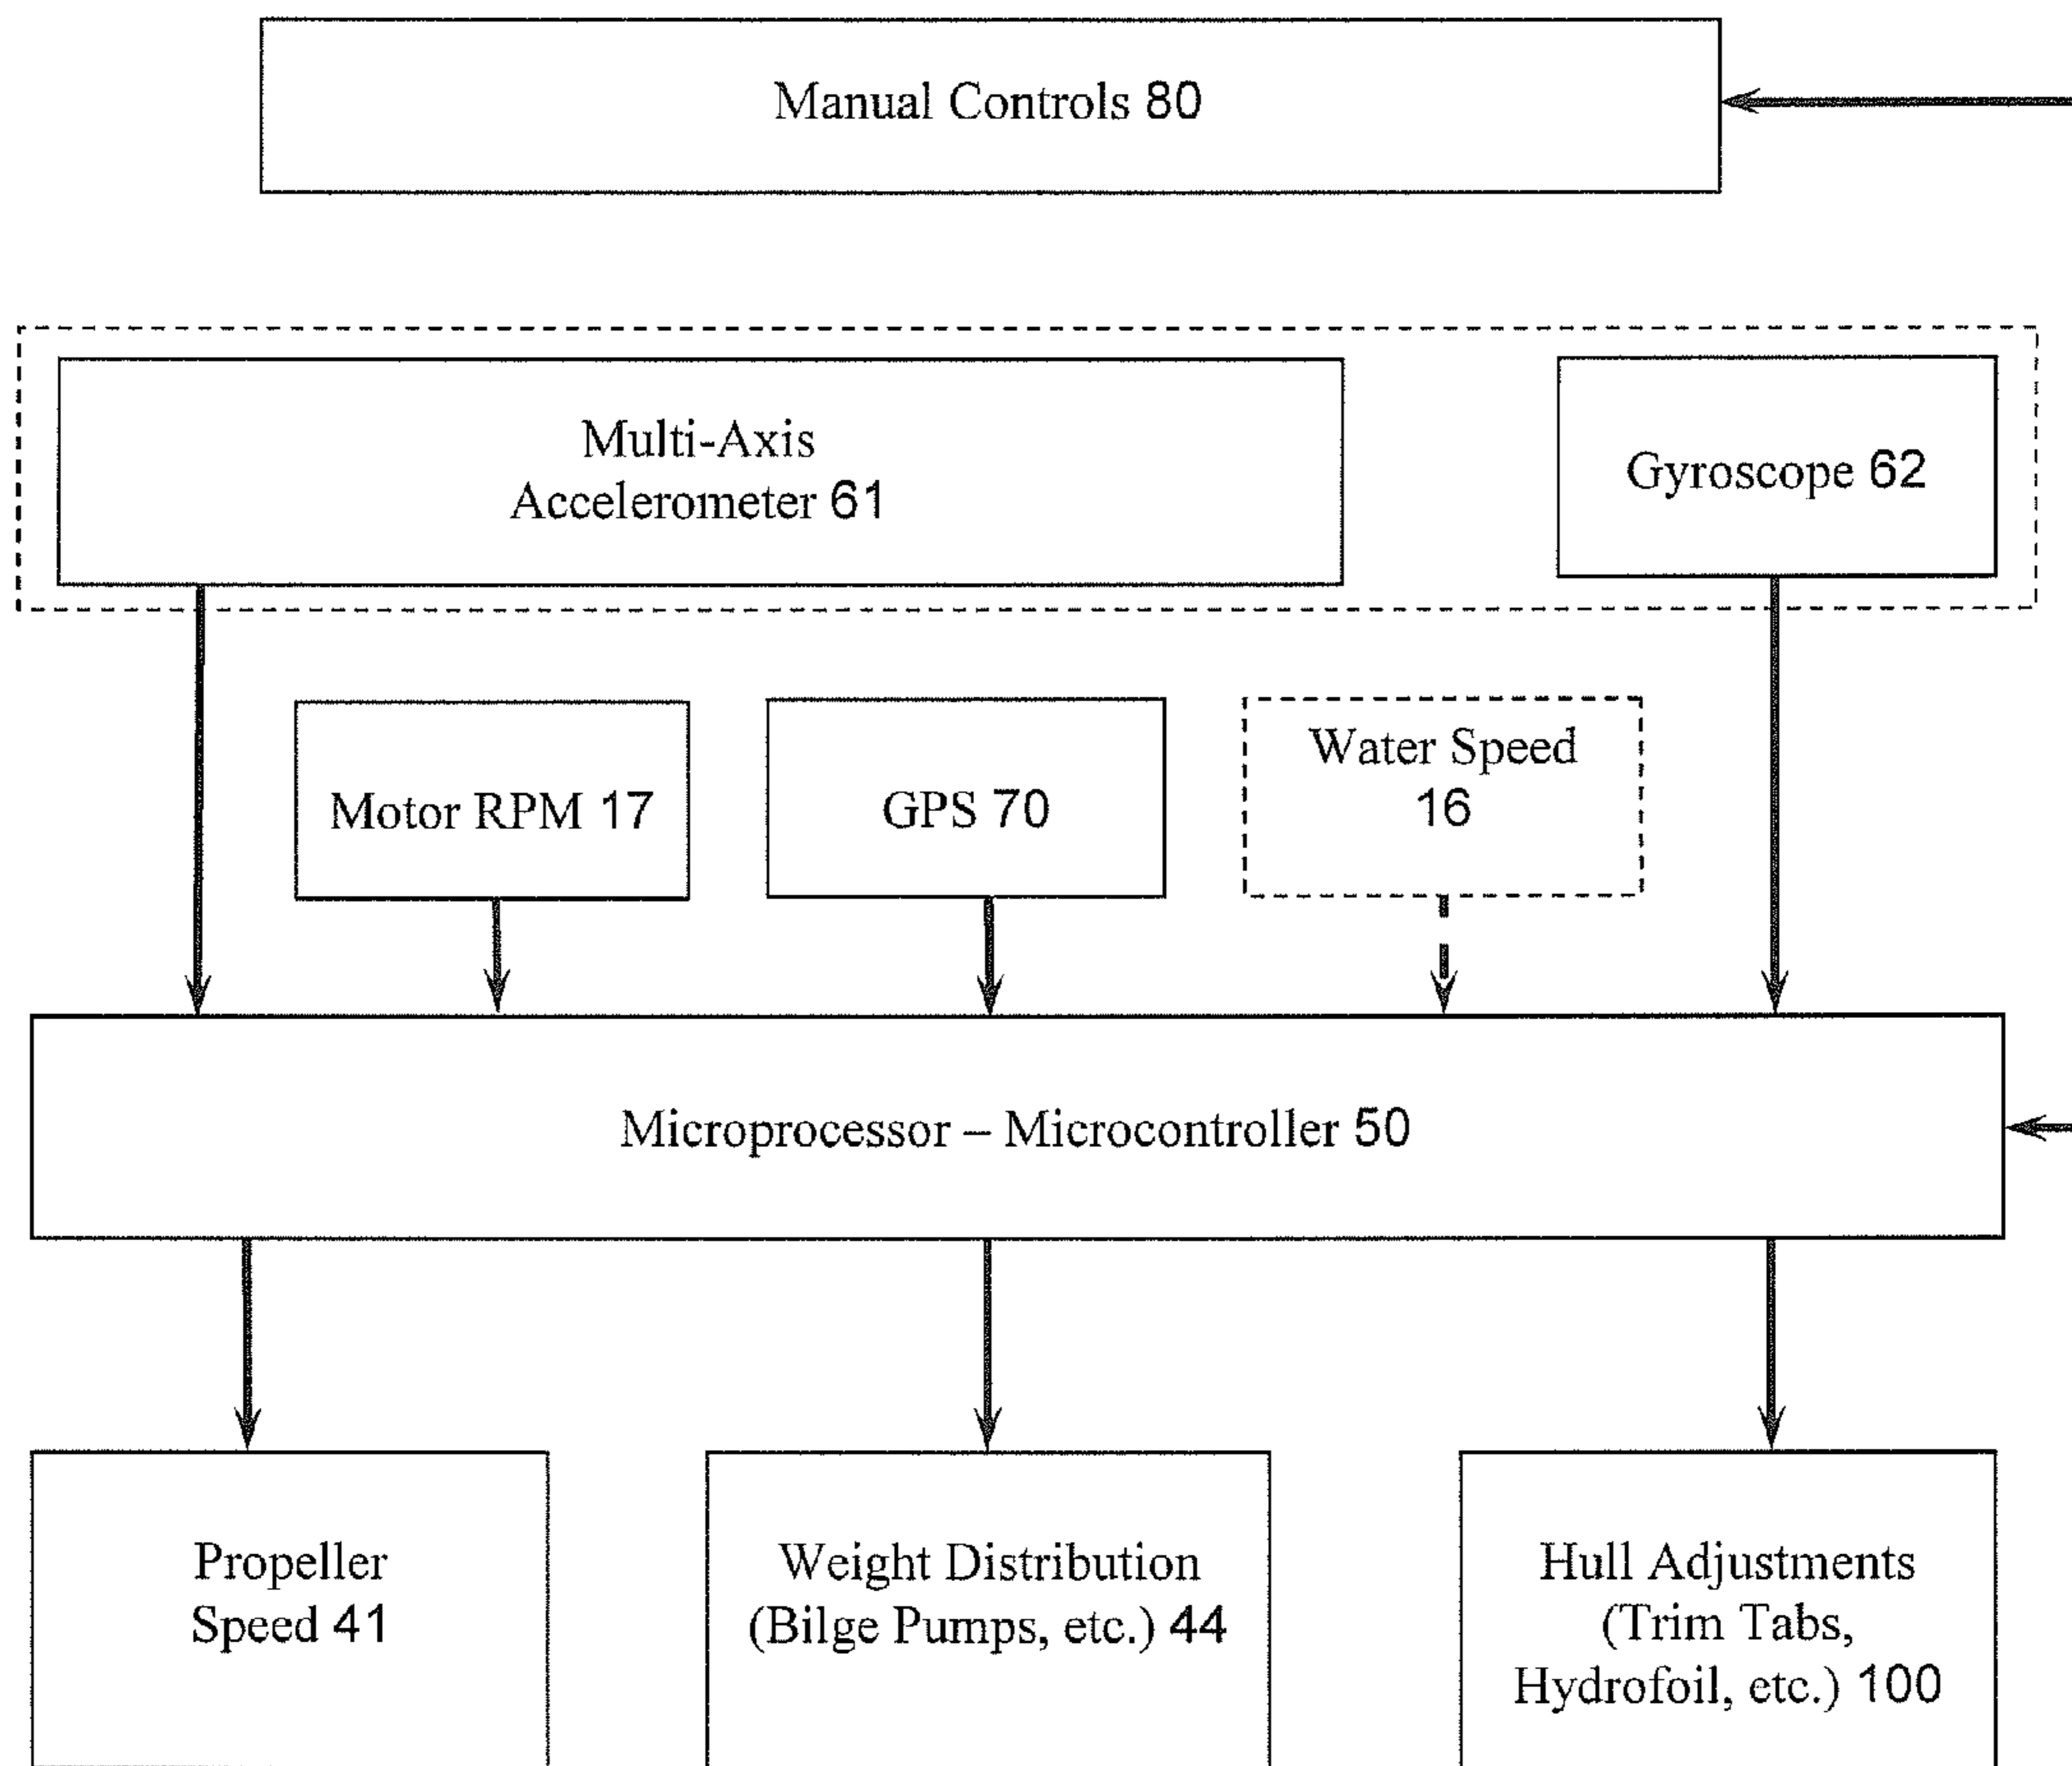 Manual Controls 80
Multi-Axis
Accelerometer 61
Gyroscope 62
Motor RPM 17
GPS 70
Water Speed
16
Microprocessor – Microcontroller 50
Propeller
Speed 41
Weight Distribution
(Bilge Pumps, etc.) 44
Hull Adjustments
(Trim Tabs,
Hydrofoil, etc.) 100